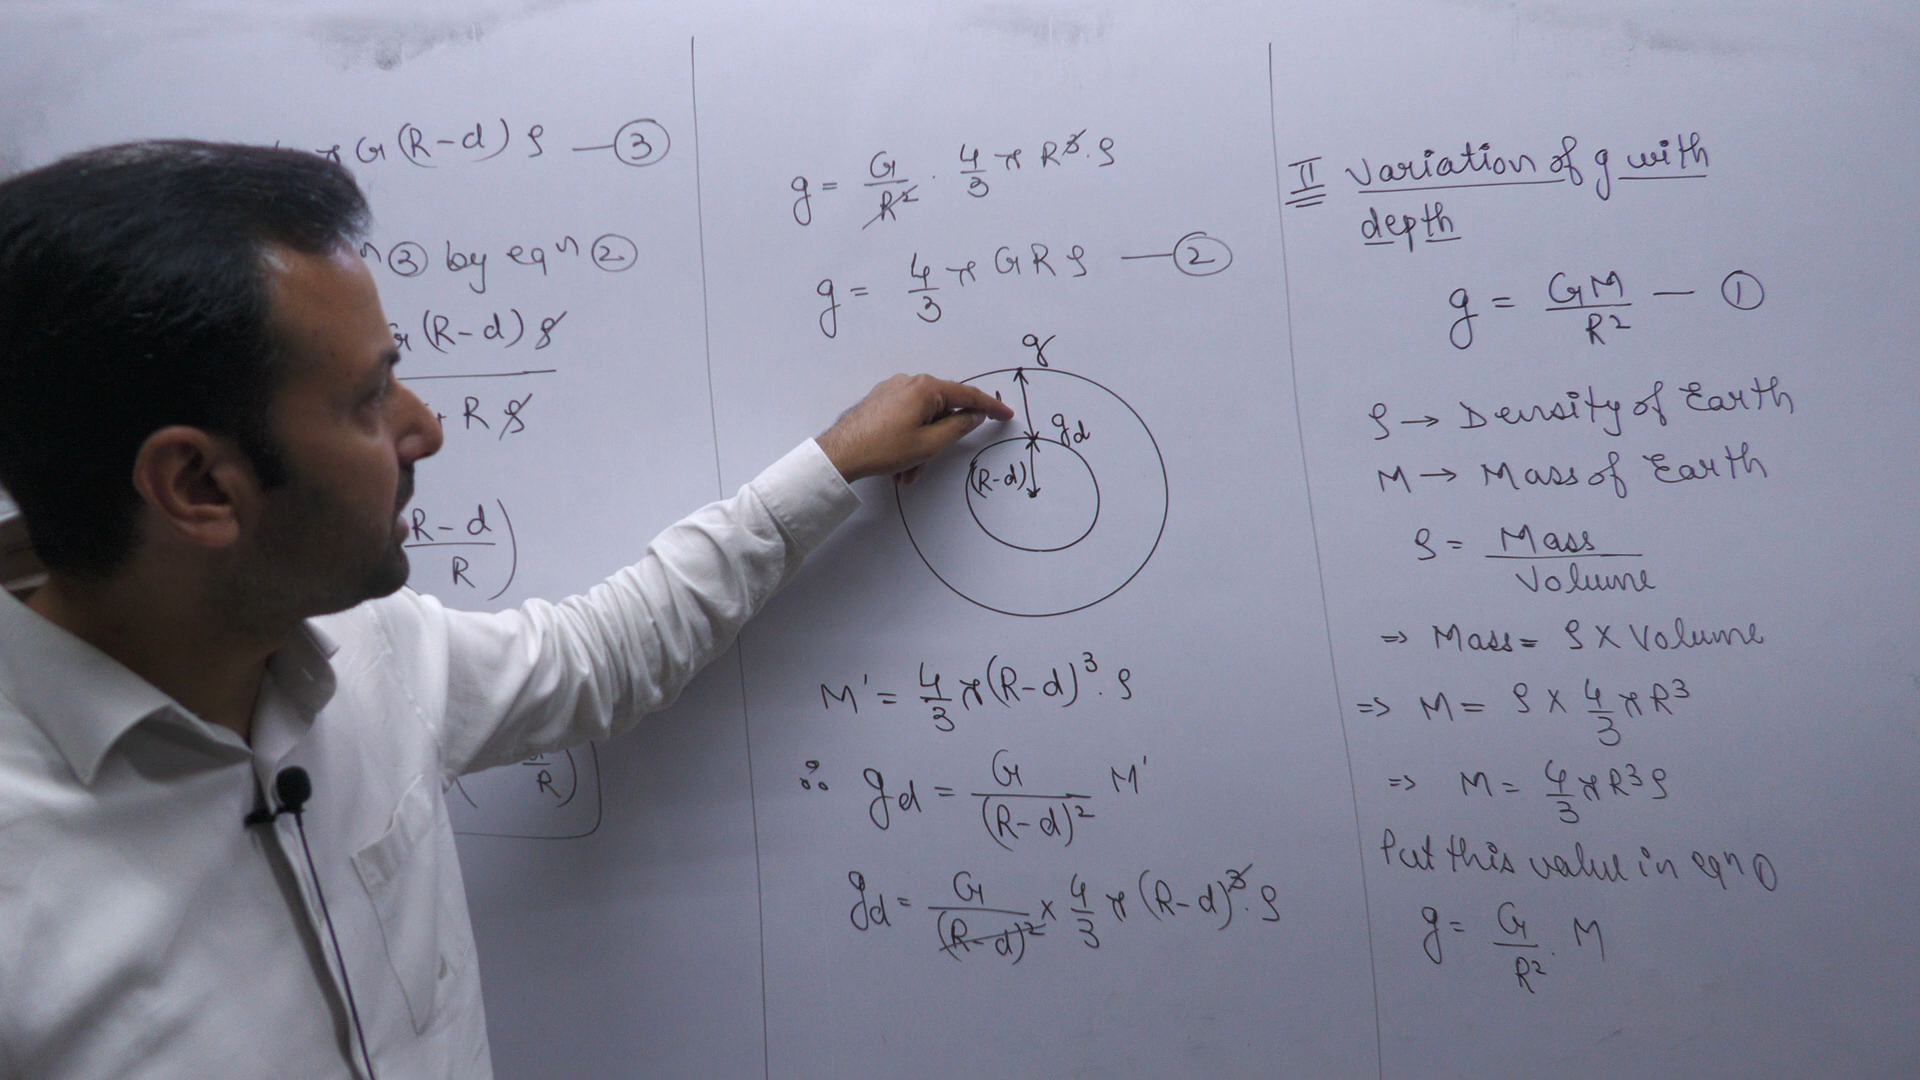 II Variation of g with
depth
g = GM/R² — ①
ρ → Density of Earth
M → Mass of Earth
ρ = Mass/Volume
⇒ Mass = ρ × Volume
⇒ M = ρ × 4/3 π R³
⇒ M = 4/3 π R³ ρ
Put this value in eqn ①
g = G/R² . M
g = G/R² . 4/3 π R³ . ρ
g = 4/3 π G R ρ — ②
g
gd
(R-d)
M' = 4/3 π (R-d)³ . ρ
∴ gd = G/(R-d)² M'
gd = G/(R-d)² × 4/3 π (R-d)³ . ρ
π G (R-d) ρ — ③
n ③ by eqn ②
G (R-d) ρ
R ρ
R-d/R )
R )